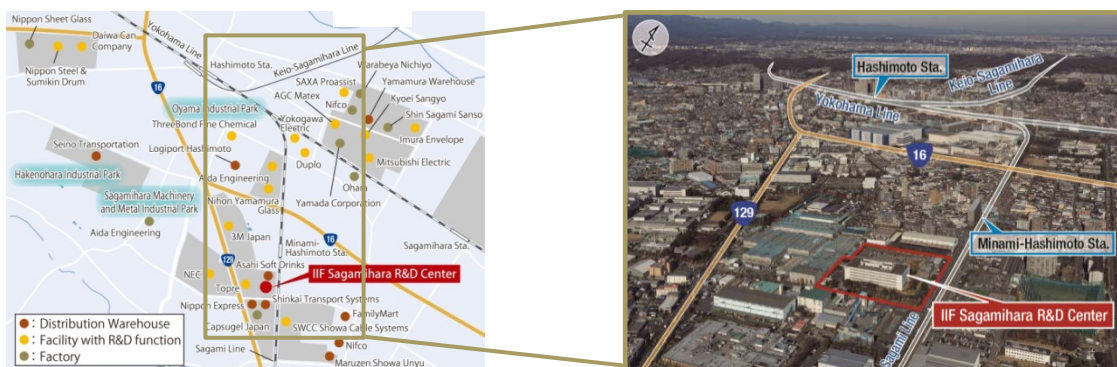 Nippon Sheet Glass
Daiwa Can
Company
Nippon Steel &
Sumikin Drum
16
Yokohama Line
Hashimoto Sta.
Keio-Sagamihara Line
Warabeya Nichiyo
SAXA Proassist
Yamamura Warehouse
AGC Matex
Nifco
Kyoei Sangyo
Shin Sagami Sanso
Oyama Industrial Park
ThreeBond Fine Chemical
Yokogawa
Electric
Imura Envelope
Seino Transportation
Logiport Hashimoto
Duplo
Mitsubishi Electric
Hakenohara Industrial Park
Aida Engineering
Ohara
Sagamihara Machinery
and Metal Industrial Park
Nihon Yamamura
Glass
Yamada Corporation
Aida Engineering
3M Japan
16
Minami-
Hashimoto Sta.
Sagamihara Sta.
129
Asahi Soft Drinks
NEC
IIF Sagamihara R&D Center
Topre
Nippon Express
Shinkai Transport Systems
FamilyMart
Capsugel Japan
SWCC Showa Cable Systems
Sagami Line
Nifco
Maruzen Showa Unyu
: Distribution Warehouse
: Facility with R&D function
: Factory
Hashimoto Sta.
Keio-Sagamihara
Line
Yokohama Line
16
129
Minami-Hashimoto Sta.
IIF Sagamihara R&D Center
Sagami Line